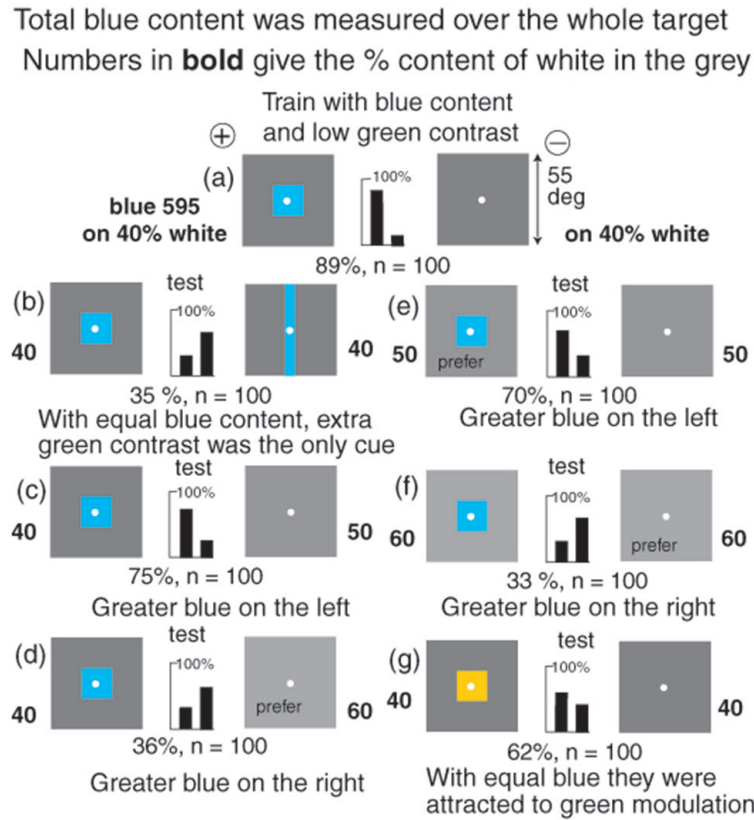 Total blue content was measured over the whole target
Numbers in bold give the % content of white in the grey
Train with blue content
and low green contrast
+
−
(a)
100%
55
deg
blue 595
on 40% white
on 40% white
89%, n = 100
(b)
test
100%
40
40
35 %, n = 100
With equal blue content, extra
green contrast was the only cue
(e)
test
100%
50
prefer
50
70%, n = 100
Greater blue on the left
(c)
test
100%
40
50
75%, n = 100
Greater blue on the left
(f)
test
100%
60
prefer
60
33 %, n = 100
Greater blue on the right
(d)
test
100%
40
prefer
60
36%, n = 100
Greater blue on the right
(g)
test
100%
40
40
62%, n = 100
With equal blue they were
attracted to green modulation